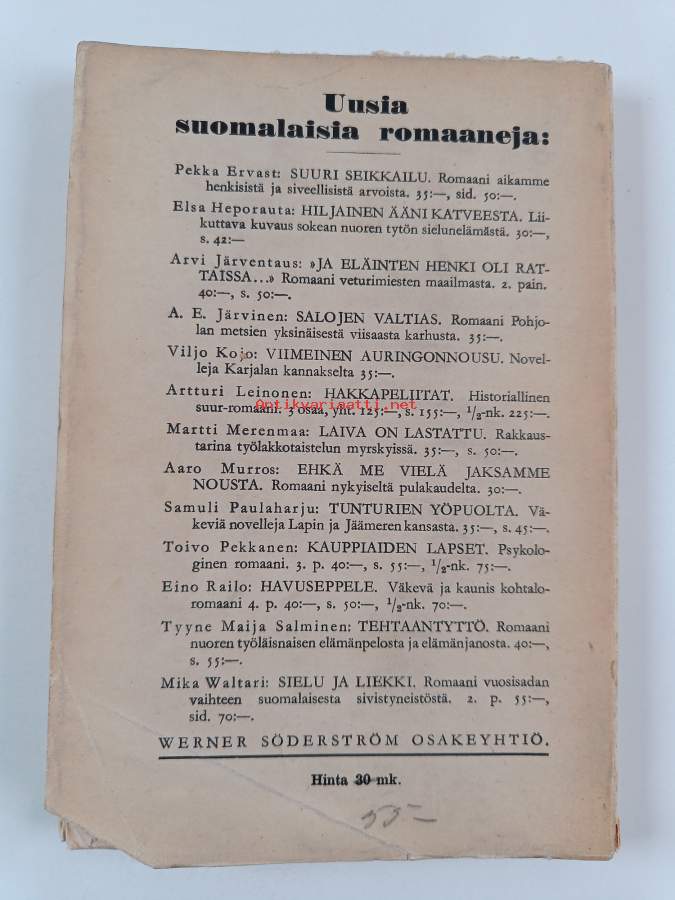 Uusia
suomalaisia romaaneja:
Pekka Ervast: SUURI SEIKKAILU. Romaani aikamme
henkisistä ja siveellisistä arvoista. 35:—, sid. 50:—.
Elsa Heporauta: HILJAINEN ÄÄNI KATVEESTA. Lii-
kuttava kuvaus sokean nuoren tytön sielunelämästä. 30:—,
s. 42:—
Arvi Järventaus: »JA ELÄINTEN HENKI OLI RAT-
TAISSA...» Romaani veturimiesten maailmasta. 2. pain.
40:—, s. 50:—.
A. E. Järvinen: SALOJEN VALTIAS. Romaani Pohjo-
lan metsien yksinäisestä viisaasta karhusta. 35:—.
Viljo Kojo: VIIMEINEN AURINGONNOUSU. Novel-
leja Karjalan kannakselta 35:—.
Artturi Leinonen: HAKKAPELIITAT. Historiallinen
suur-romaani. 3 osaa, yht. 125:—, s. 155:—, 1/2-nk. 225:—.
Antikvariaatti.net
Martti Merenmaa: LAIVA ON LASTATTU. Rakkaus-
tarina työlakkotaistelun myrskyissä. 35:—, s. 50:—.
Aaro Murros: EHKÄ ME VIELÄ JAKSAMME
NOUSTA. Romaani nykyiseltä pulakaudelta. 30:—.
Samuli Paulaharju: TUNTURIEN YÖPUOLTA. Vä-
keviä novelleja Lapin ja Jäämeren kansasta. 35:—, s. 45:—.
Toivo Pekkanen: KAUPPIAIDEN LAPSET. Psykolo-
ginen romaani. 3. p. 40:—, s. 55:—, 1/2-nk. 75:—.
Eino Railo: HAVUSEPPELE. Väkevä ja kaunis kohtalo-
romaani 4. p. 40:—, s. 50:—, 1/2-nk. 70:—.
Tyyne Maija Salminen: TEHTAANTYTTÖ. Romaani
nuoren työläisnaisen elämänpelosta ja elämänjanosta. 40:—,
s. 55:—.
Mika Waltari: SIELU JA LIEKKI. Romaani vuosisadan
vaihteen suomalaisesta sivistyneistöstä. 2. p. 55:—,
sid. 70:—.
WERNER SÖDERSTRÖM OSAKEYHTIÖ.
Hinta 30 mk.
55—